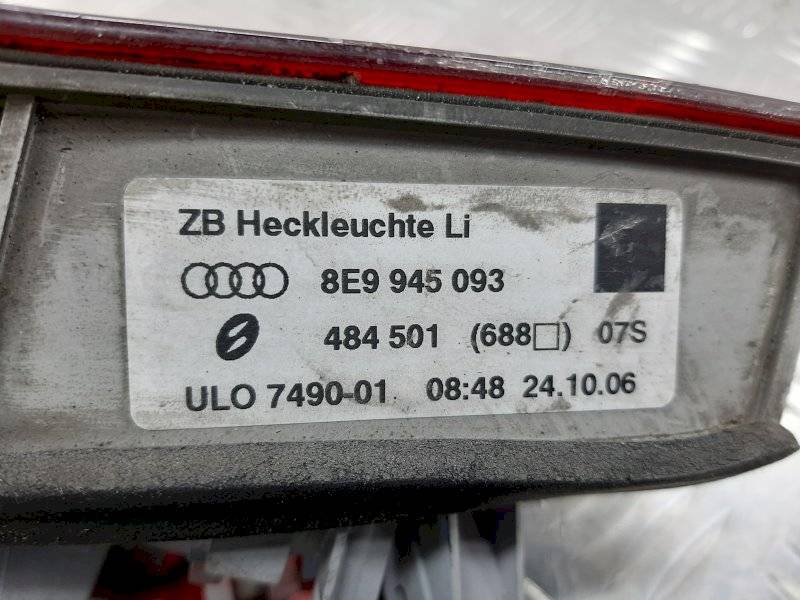 ZB Heckleuchte Li
8E9 945 093
484 501 (688□) 07S
ULO 7490-01 08:48 24.10.06